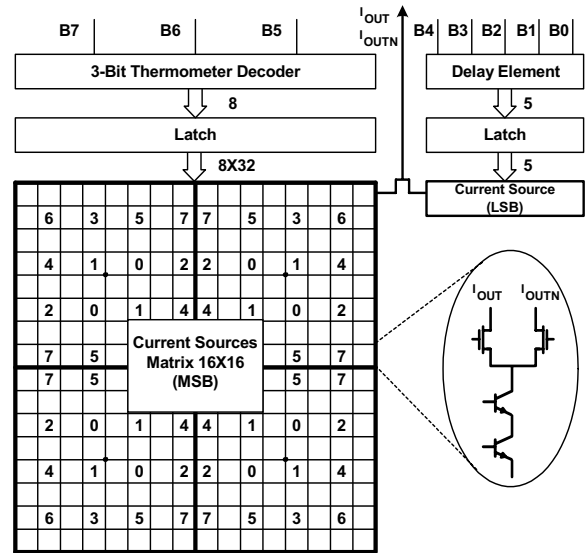 I_OUT
B7 B6 B5 I_OUTN B4 B3 B2 B1 B0
3-Bit Thermometer Decoder Delay Element
8 5
Latch Latch
8X32 5
Current Source
(LSB)
6 3 5 7 7 5 3 6
4 1 0 2 2 0 1 4
I_OUT I_OUTN
2 0 1 4 4 1 0 2
Current Sources
Matrix 16X16
(MSB)
7 5 5 7
7 5 5 7
2 0 1 4 4 1 0 2
4 1 0 2 2 0 1 4
6 3 5 7 7 5 3 6